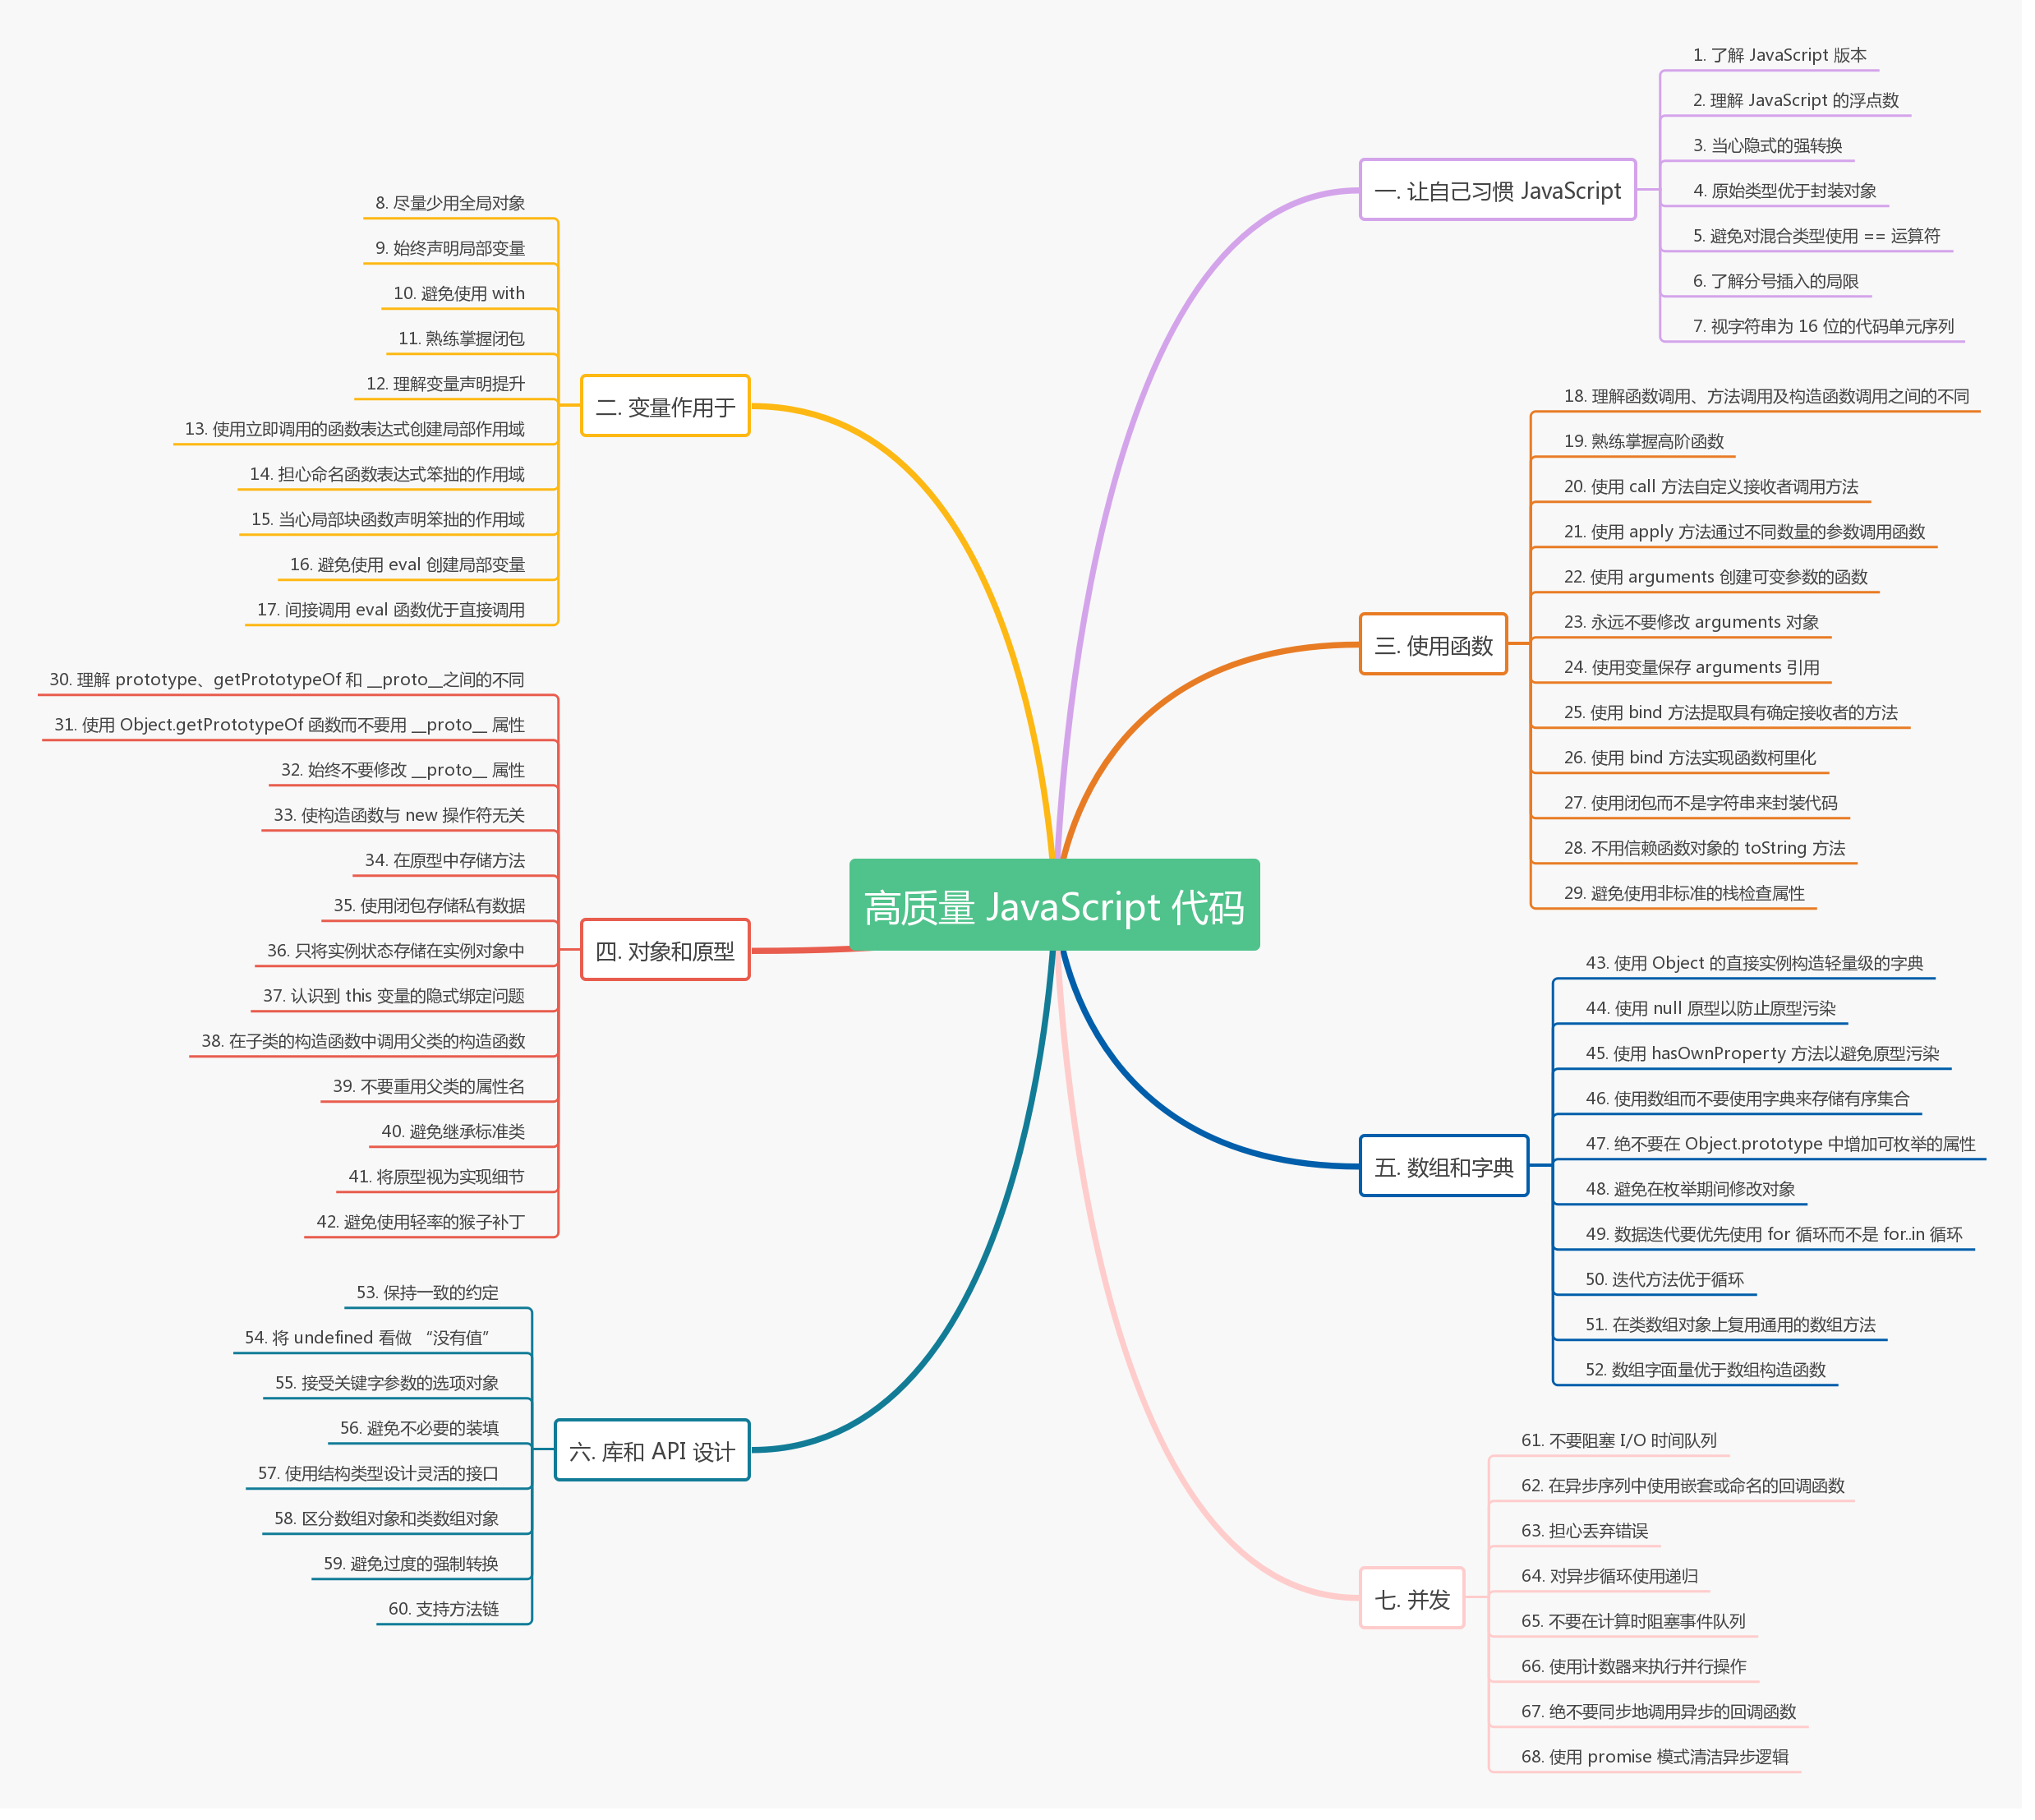 高质量 JavaScript 代码
一. 让自己习惯 JavaScript
1. 了解 JavaScript 版本
2. 理解 JavaScript 的浮点数
3. 当心隐式的强转换
4. 原始类型优于封装对象
5. 避免对混合类型使用 == 运算符
6. 了解分号插入的局限
7. 视字符串为 16 位的代码单元序列
二. 变量作用于
8. 尽量少用全局对象
9. 始终声明局部变量
10. 避免使用 with
11. 熟练掌握闭包
12. 理解变量声明提升
13. 使用立即调用的函数表达式创建局部作用域
14. 担心命名函数表达式笨拙的作用域
15. 当心局部块函数声明笨拙的作用域
16. 避免使用 eval 创建局部变量
17. 间接调用 eval 函数优于直接调用
三. 使用函数
18. 理解函数调用、方法调用及构造函数调用之间的不同
19. 熟练掌握高阶函数
20. 使用 call 方法自定义接收者调用方法
21. 使用 apply 方法通过不同数量的参数调用函数
22. 使用 arguments 创建可变参数的函数
23. 永远不要修改 arguments 对象
24. 使用变量保存 arguments 引用
25. 使用 bind 方法提取具有确定接收者的方法
26. 使用 bind 方法实现函数柯里化
27. 使用闭包而不是字符串来封装代码
28. 不用信赖函数对象的 toString 方法
29. 避免使用非标准的栈检查属性
四. 对象和原型
30. 理解 prototype、getPrototypeOf 和 __proto__之间的不同
31. 使用 Object.getPrototypeOf 函数而不要用 __proto__ 属性
32. 始终不要修改 __proto__ 属性
33. 使构造函数与 new 操作符无关
34. 在原型中存储方法
35. 使用闭包存储私有数据
36. 只将实例状态存储在实例对象中
37. 认识到 this 变量的隐式绑定问题
38. 在子类的构造函数中调用父类的构造函数
39. 不要重用父类的属性名
40. 避免继承标准类
41. 将原型视为实现细节
42. 避免使用轻率的猴子补丁
五. 数组和字典
43. 使用 Object 的直接实例构造轻量级的字典
44. 使用 null 原型以防止原型污染
45. 使用 hasOwnProperty 方法以避免原型污染
46. 使用数组而不要使用字典来存储有序集合
47. 绝不要在 Object.prototype 中增加可枚举的属性
48. 避免在枚举期间修改对象
49. 数据迭代要优先使用 for 循环而不是 for..in 循环
50. 迭代方法优于循环
51. 在类数组对象上复用通用的数组方法
52. 数组字面量优于数组构造函数
六. 库和 API 设计
53. 保持一致的约定
54. 将 undefined 看做 “没有值”
55. 接受关键字参数的选项对象
56. 避免不必要的装填
57. 使用结构类型设计灵活的接口
58. 区分数组对象和类数组对象
59. 避免过度的强制转换
60. 支持方法链
七. 并发
61. 不要阻塞 I/O 时间队列
62. 在异步序列中使用嵌套或命名的回调函数
63. 担心丢弃错误
64. 对异步循环使用递归
65. 不要在计算时阻塞事件队列
66. 使用计数器来执行并行操作
67. 绝不要同步地调用异步的回调函数
68. 使用 promise 模式清洁异步逻辑